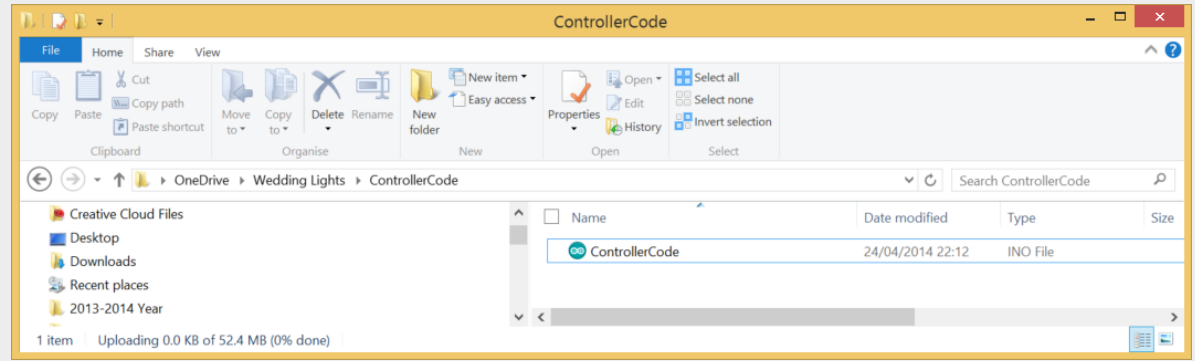 ControllerCode
File Home Share View
Copy Paste Cut Copy path Paste shortcut
Move to Copy to Delete Rename
New folder New item Easy access
Properties Open Edit History
Select all Select none Invert selection
Clipboard Organise New Open Select
OneDrive Wedding Lights ControllerCode Search ControllerCode
Creative Cloud Files
Desktop
Downloads
Recent places
2013-2014 Year
Name Date modified Type Size
ControllerCode 24/04/2014 22:12 INO File
1 item Uploading 0.0 KB of 52.4 MB (0% done)